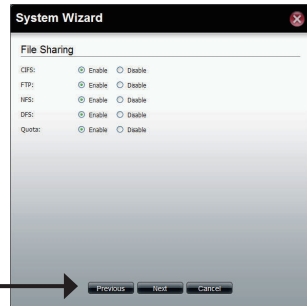 System Wizard
File Sharing
CIFS: Enable Disable
FTP: Enable Disable
NFS: Enable Disable
DFS: Enable Disable
Quota: Enable Disable
Previous Next Cancel